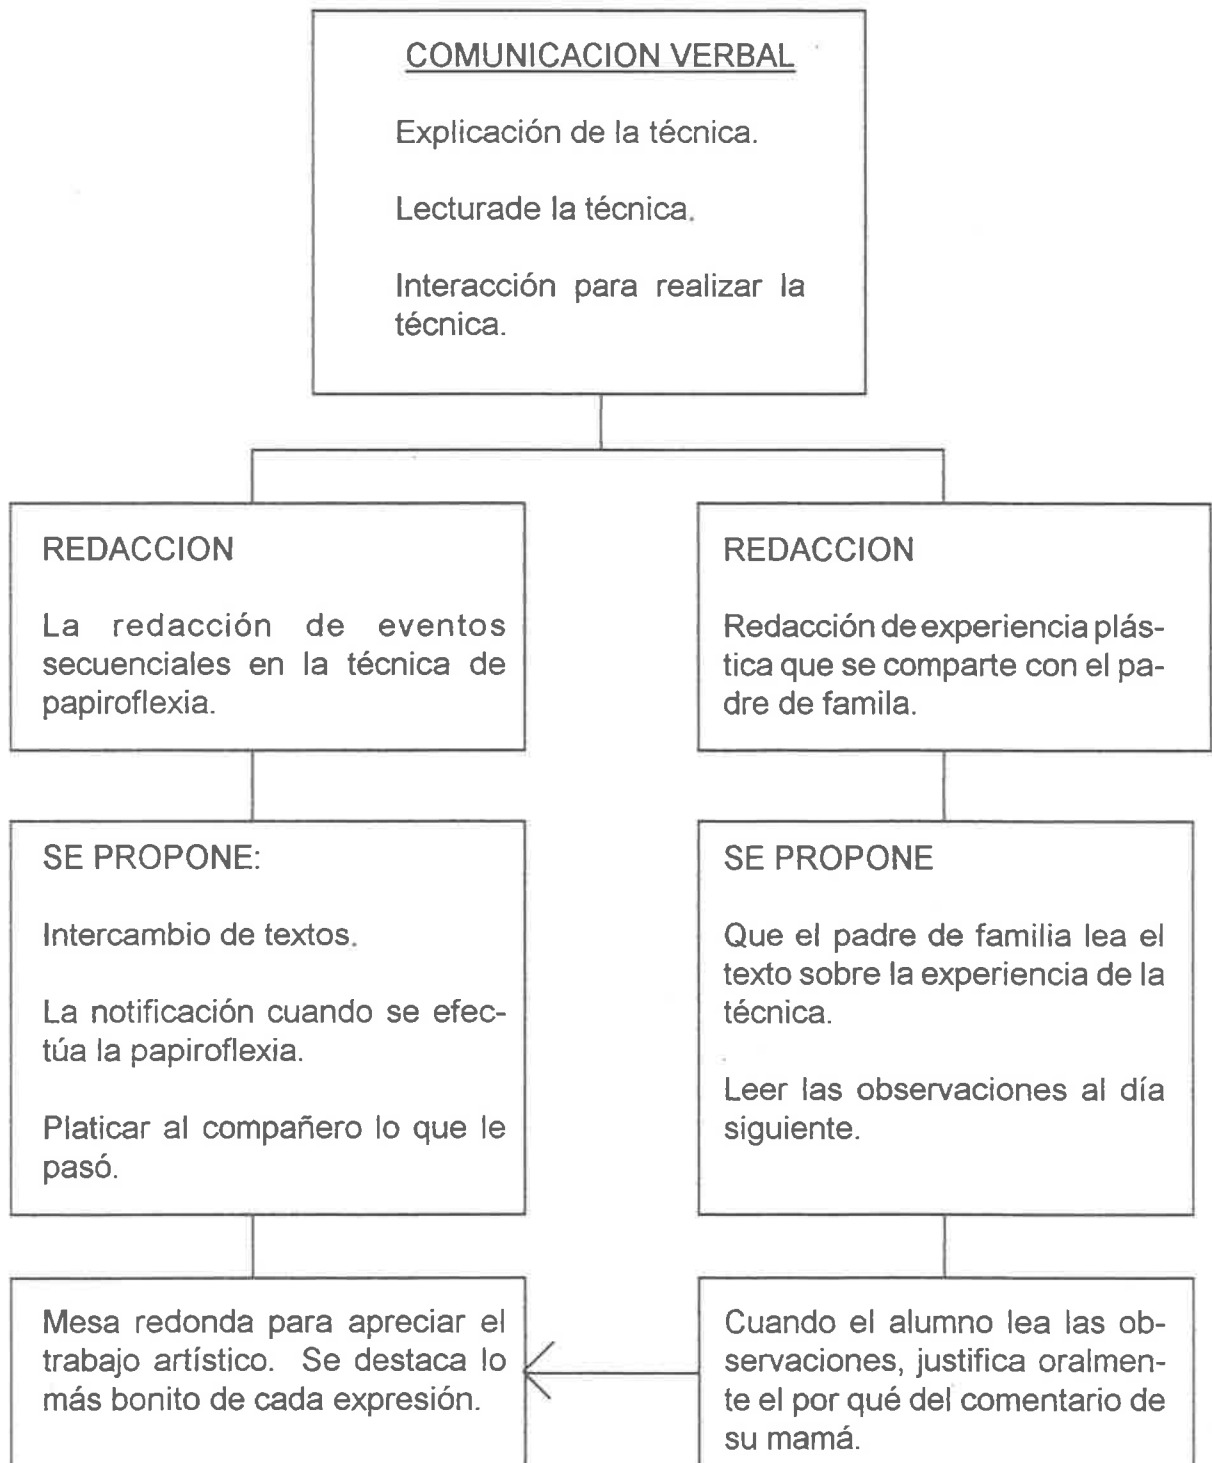 COMUNICACION VERBAL
Explicación de la técnica.
Lecturade la técnica.
Interacción para realizar la
técnica.
REDACCION
La redacción de eventos
secuenciales en la técnica de
papiroflexia.
REDACCION
Redacción de experiencia plás-
tica que se comparte con el pa-
dre de famila.
SE PROPONE:
Intercambio de textos.
La notificación cuando se efec-
túa la papiroflexia.
Platicar al compañero lo que le
pasó.
SE PROPONE
Que el padre de familia lea el
texto sobre la experiencia de la
técnica.
Leer las observaciones al día
siguiente.
Mesa redonda para apreciar el
trabajo artístico. Se destaca lo
más bonito de cada expresión.
Cuando el alumno lea las ob-
servaciones, justifica oralmen-
te el por qué del comentario de
su mamá.